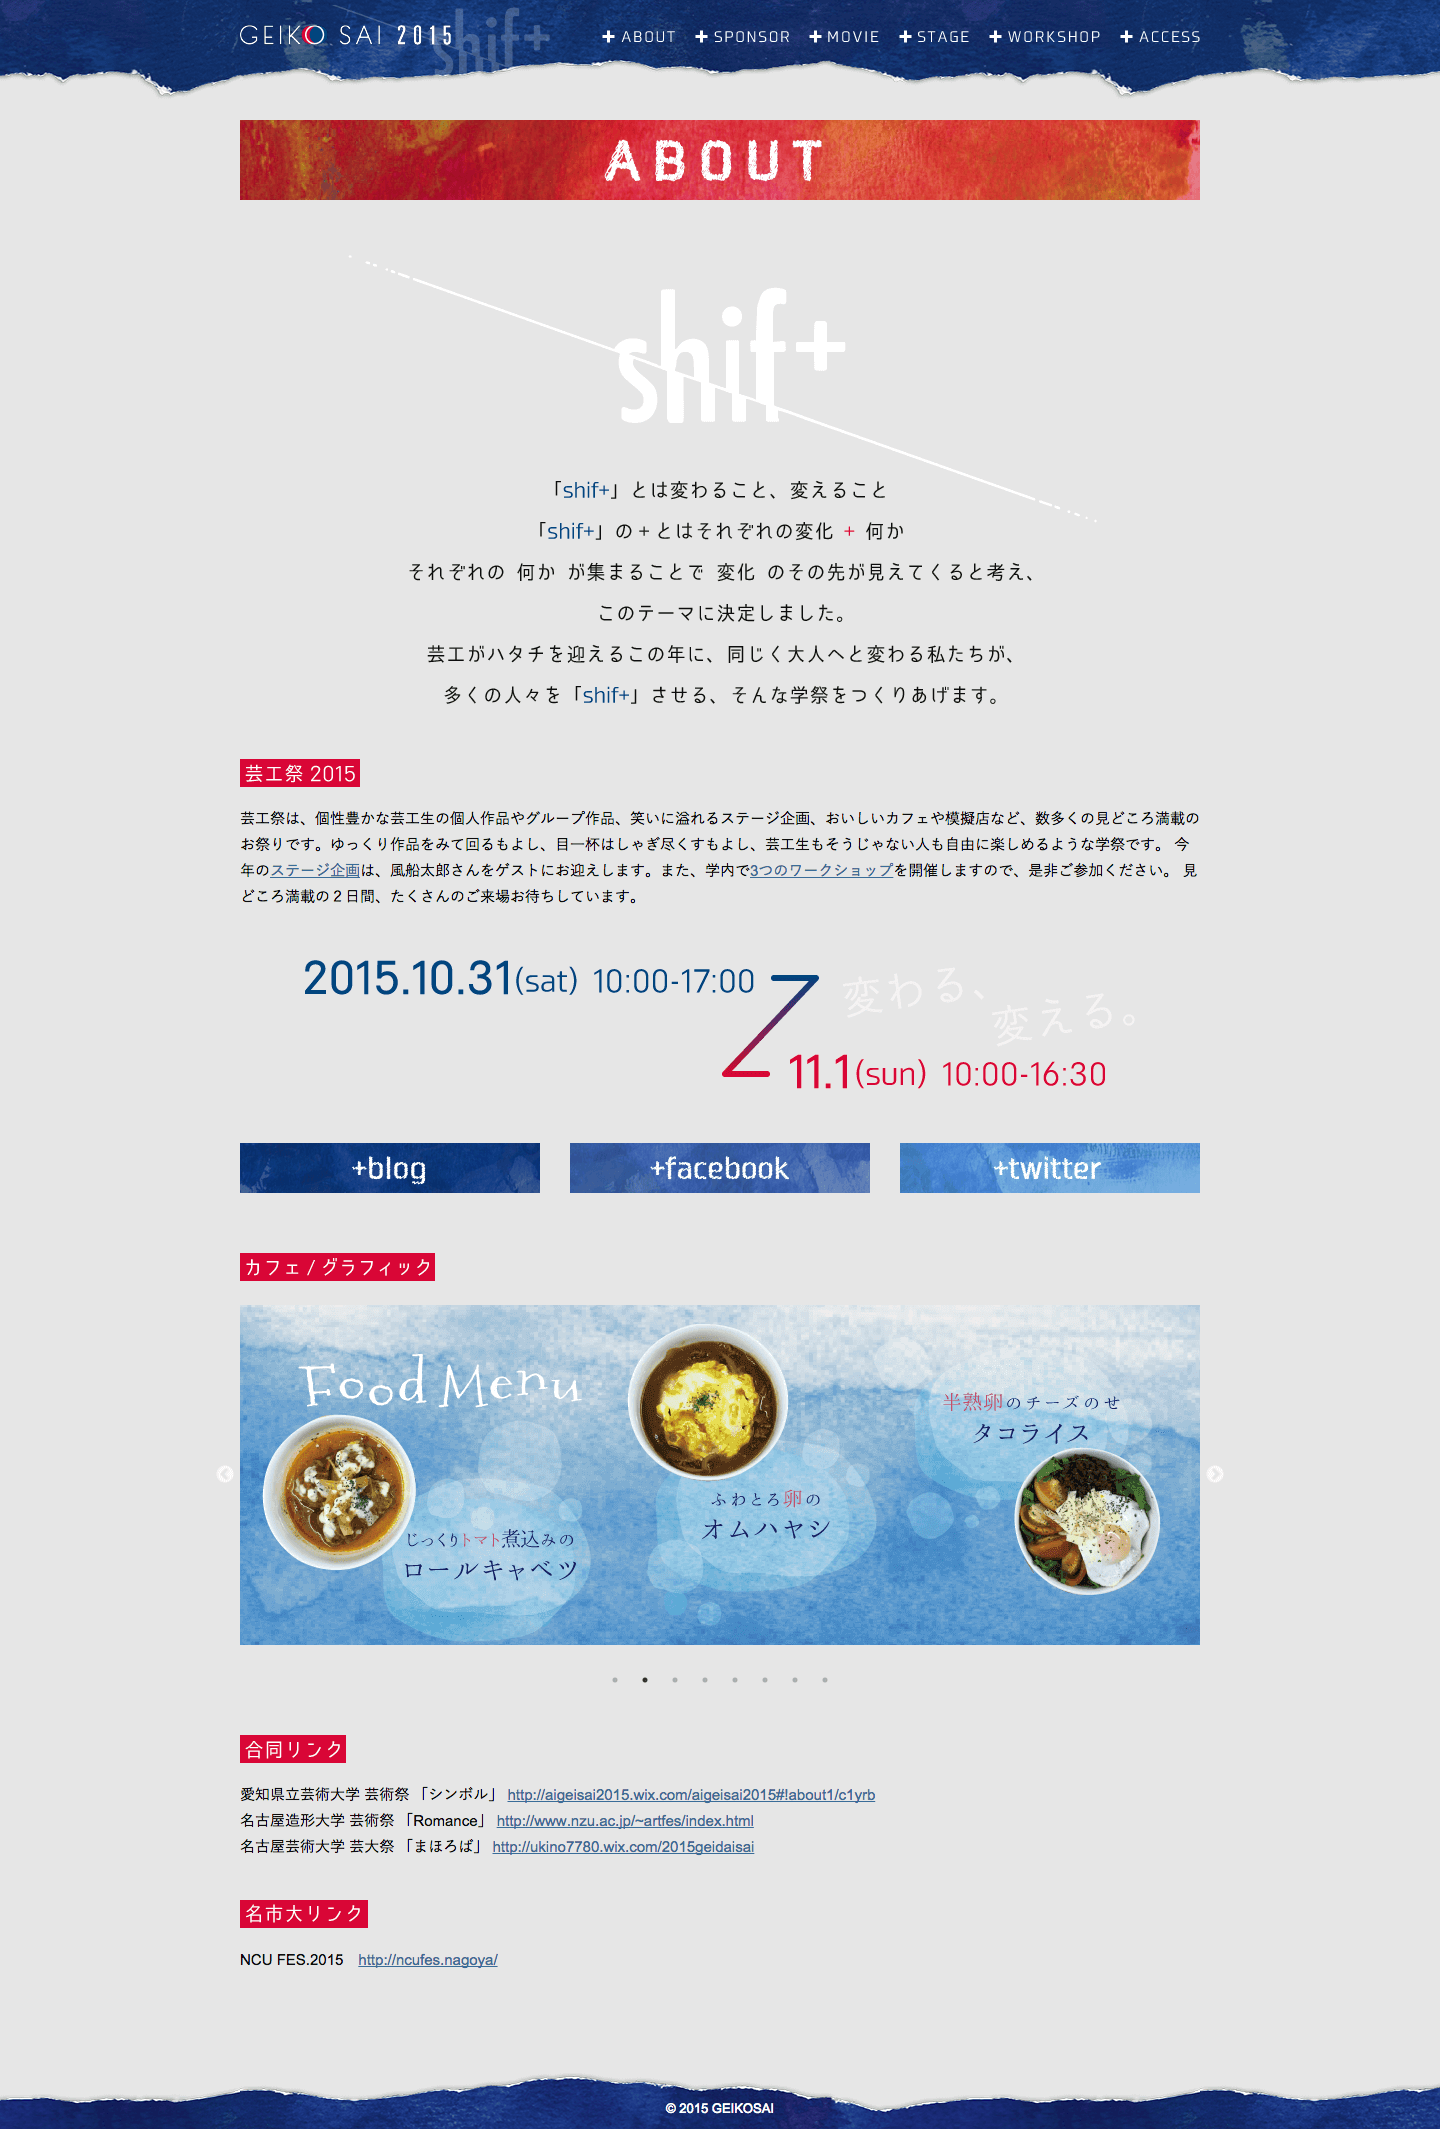 GEIKO SAI 2015
shif+
+ ABOUT + SPONSOR + MOVIE + STAGE + WORKSHOP + ACCESS
ABOUT
shif+
「shif+」とは変わること、変えること
「shif+」の + とはそれぞれの変化 + 何か
それぞれの 何か が集まることで 変化 のその先が見えてくると考え、
このテーマに決定しました。
芸工がハタチを迎えるこの年に、同じく大人へと変わる私たちが、
多くの人々を「shif+」させる、そんな学祭をつくりあげます。
芸工祭 2015
芸工祭は、個性豊かな芸工生の個人作品やグループ作品、笑いに溢れるステージ企画、おいしいカフェや模擬店など、数多くの見どころ満載の
お祭りです。ゆっくり作品をみて回るもよし、目一杯はしゃぎ尽くすもよし、芸工生もそうじゃない人も自由に楽しめるような学祭です。 今
年のステージ企画は、風船太郎さんをゲストにお迎えします。また、学内で3つのワークショップを開催しますので、是非ご参加ください。 見
どころ満載の２日間、たくさんのご来場お待ちしています。
2015.10.31(sat) 10:00-17:00
変わる、
変える。
11.1(sun) 10:00-16:30
+blog
+facebook
+twitter
カフェ / グラフィック
Food Menu
半熟卵のチーズのせ
タコライス
ふわとろ卵の
オムハヤシ
じっくりトマト煮込みの
ロールキャベツ
合同リンク
愛知県立芸術大学 芸術祭 「シンボル」 http://aigeisai2015.wix.com/aigeisai2015#!about1/c1yrb
名古屋造形大学 芸術祭 「Romance」 http://www.nzu.ac.jp/~artfes/index.html
名古屋芸術大学 芸大祭 「まほろば」 http://ukino7780.wix.com/2015geidaisai
名市大リンク
NCU FES.2015 http://ncufes.nagoya/
© 2015 GEIKOSAI